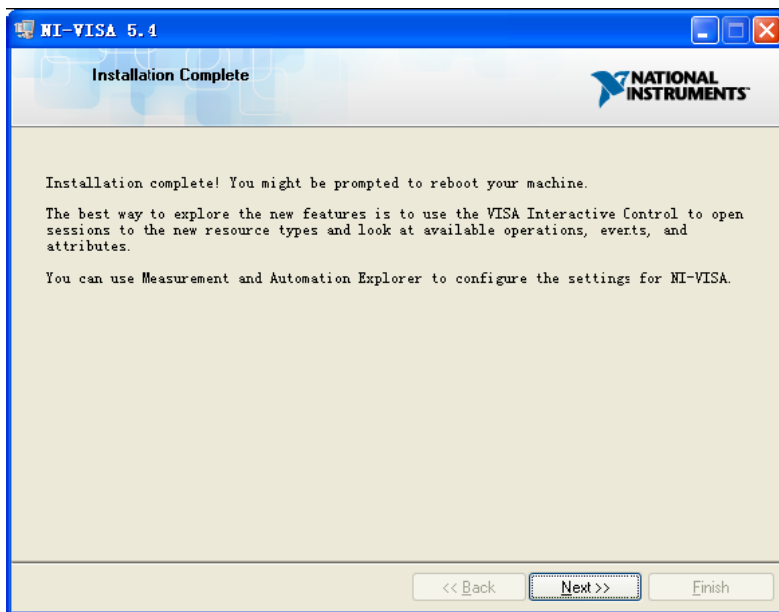 NI-VISA 5.4
Installation Complete
NATIONAL
INSTRUMENTS™
Installation complete! You might be prompted to reboot your machine.
The best way to explore the new features is to use the VISA Interactive Control to open
sessions to the new resource types and look at available operations, events, and
attributes.
You can use Measurement and Automation Explorer to configure the settings for NI-VISA.
<< Back
Next >>
Finish